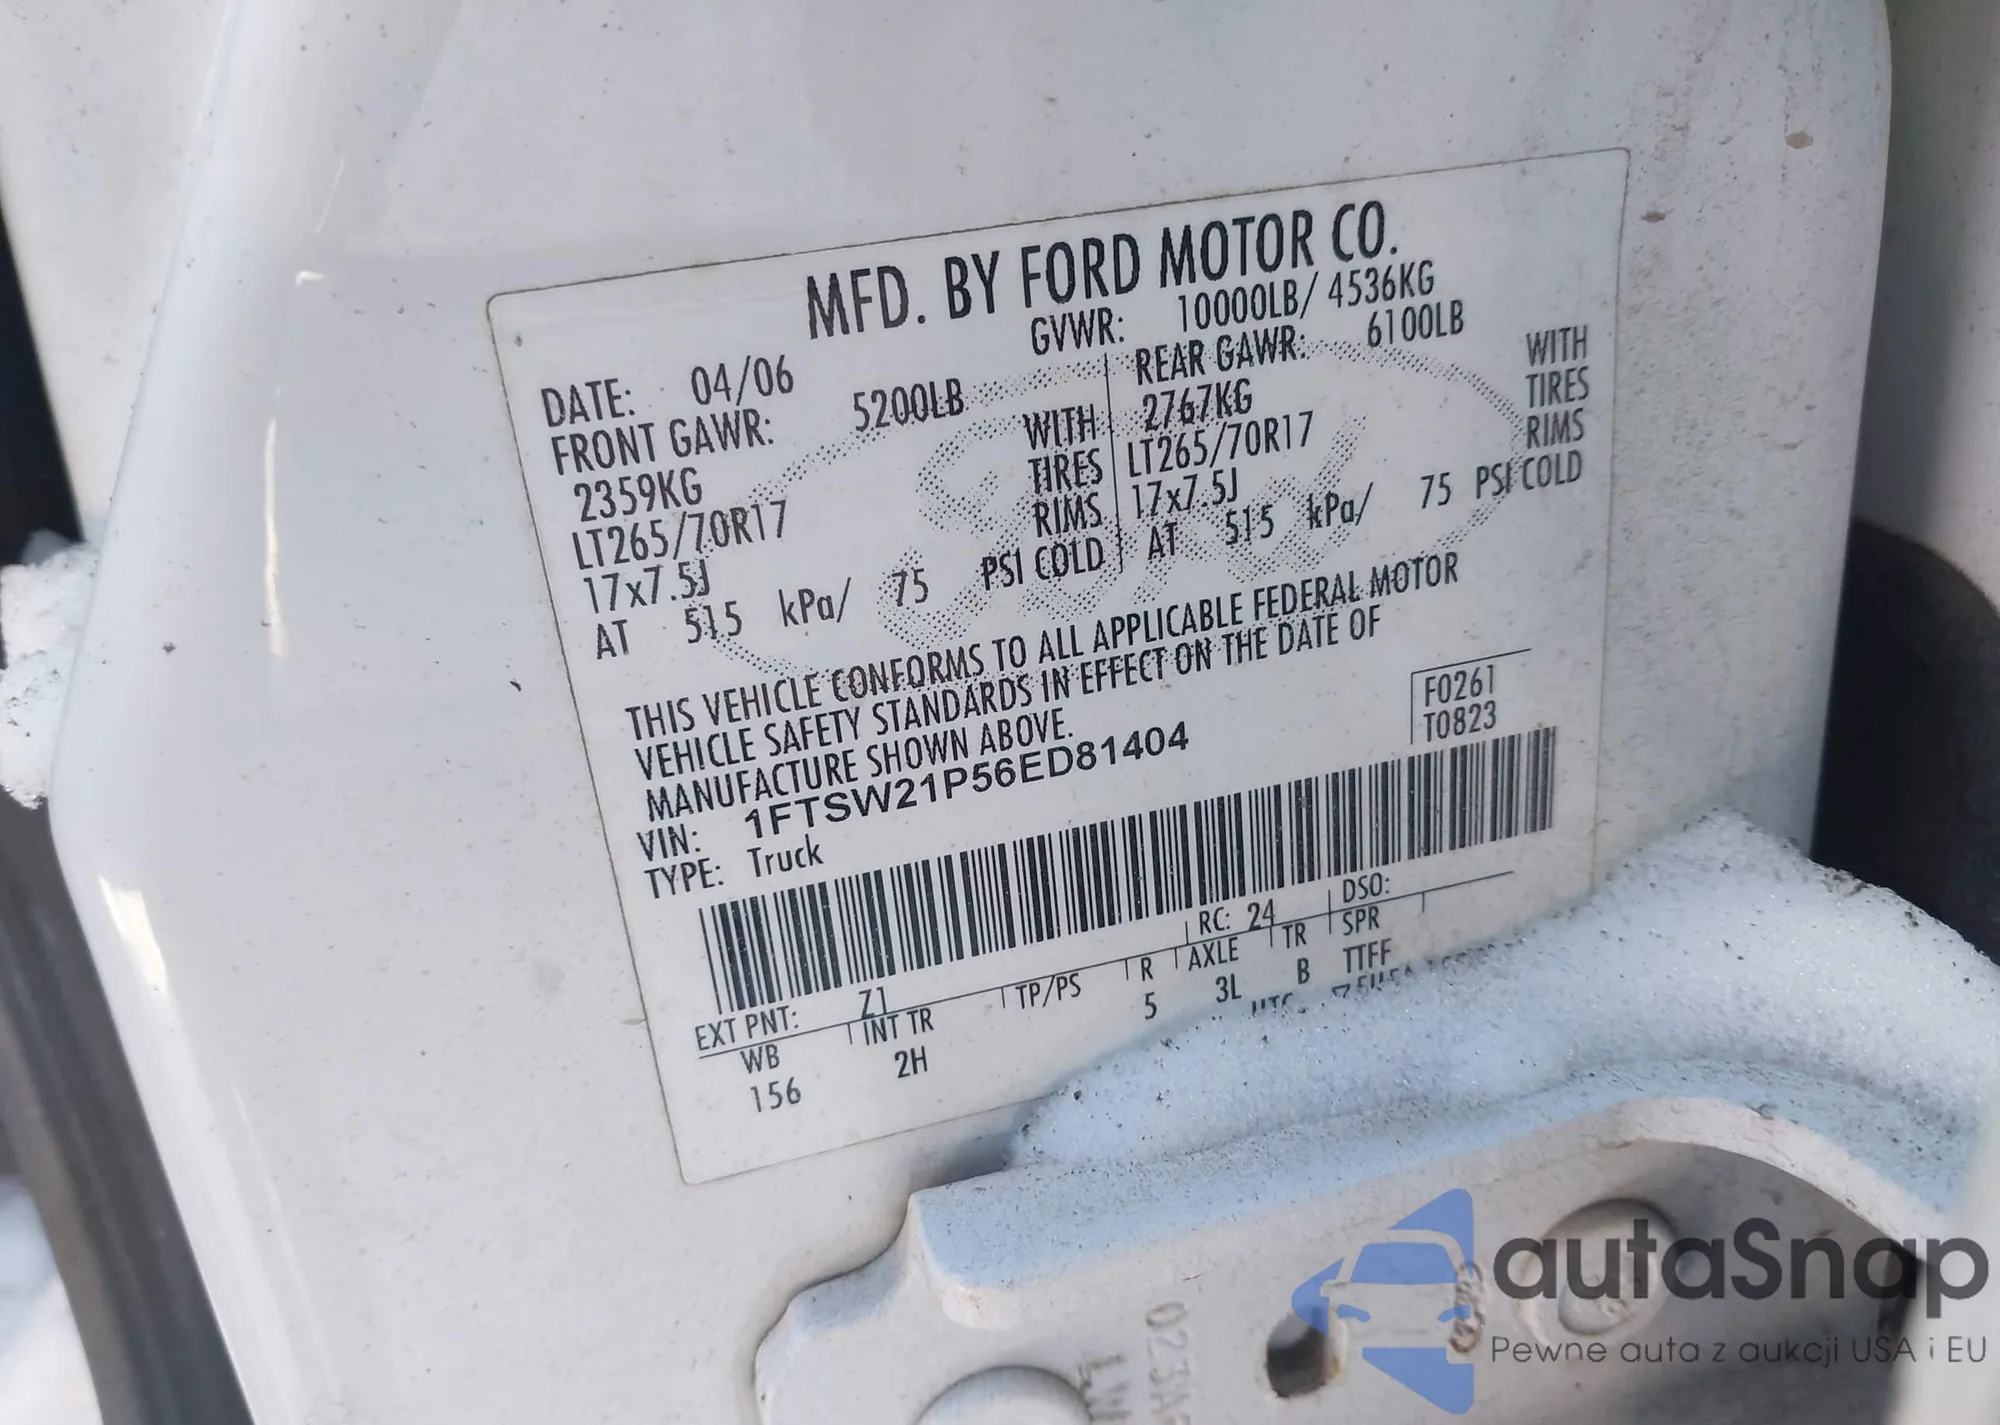 MFD. BY FORD MOTOR CO.
DATE: 04/06 GVWR: 10000LB/ 4536KG
FRONT GAWR: 5200LB REAR GAWR: 6100LB
2359KG WITH 2767KG WITH
LT265/70R17 TIRES LT265/70R17 TIRES
17x7.5J RIMS 17x7.5J RIMS
AT 515 kPa/ 75 PSI COLD AT 515 kPa/ 75 PSI COLD
THIS VEHICLE CONFORMS TO ALL APPLICABLE FEDERAL MOTOR
VEHICLE SAFETY STANDARDS IN EFFECT ON THE DATE OF
MANUFACTURE SHOWN ABOVE.
VIN: 1FTSW21P56ED81404 F0261
TYPE: Truck T0823
EXT PNT: Z1 RC: 24 DSO:
WB INT TR TP/PS R AXLE TR SPR
156 2H 5 3L B TTFF
autaSnap
Pewne auta z aukcji USA i EU